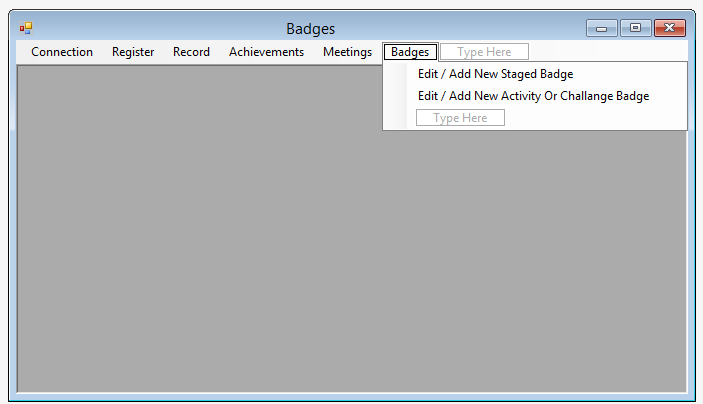 Badges
Connection Register Record Achievements Meetings Badges Type Here
Edit / Add New Staged Badge
Edit / Add New Activity Or Challange Badge
Type Here